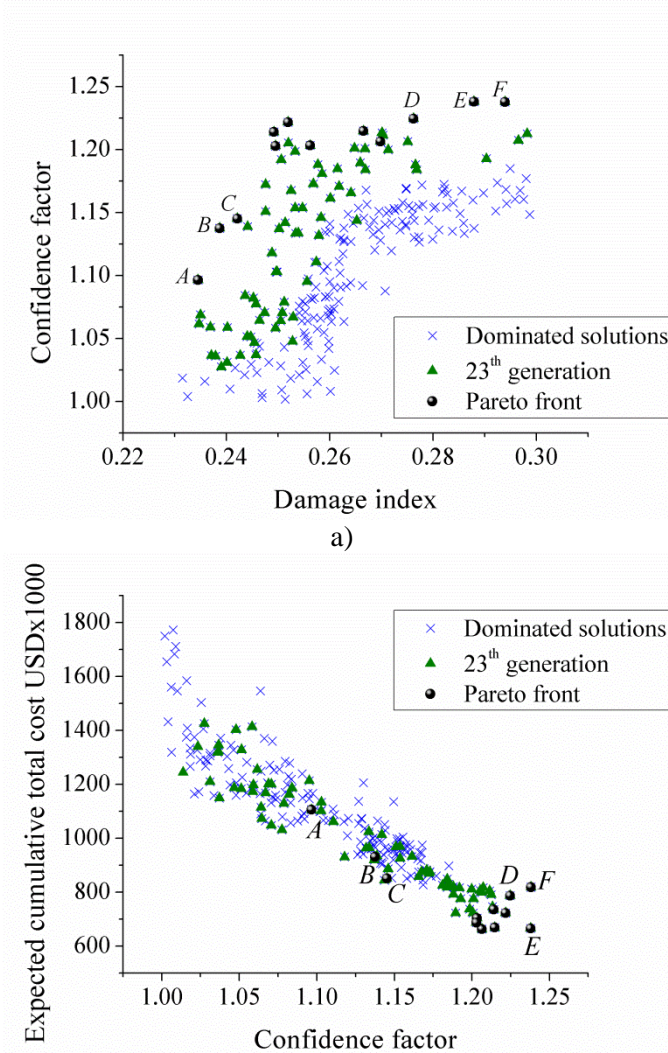 Confidence factor
1.25
1.20
1.15
1.10
1.05
1.00
A
B
C
D
E
F
Dominated solutions
23th generation
Pareto front
0.22
0.24
0.26
0.28
0.30
Damage index
a)
Expected cumulative total cost USDx1000
1800
1600
1400
1200
1000
800
600
Dominated solutions
23th generation
Pareto front
A
B
C
D
F
E
1.00
1.05
1.10
1.15
1.20
1.25
Confidence factor